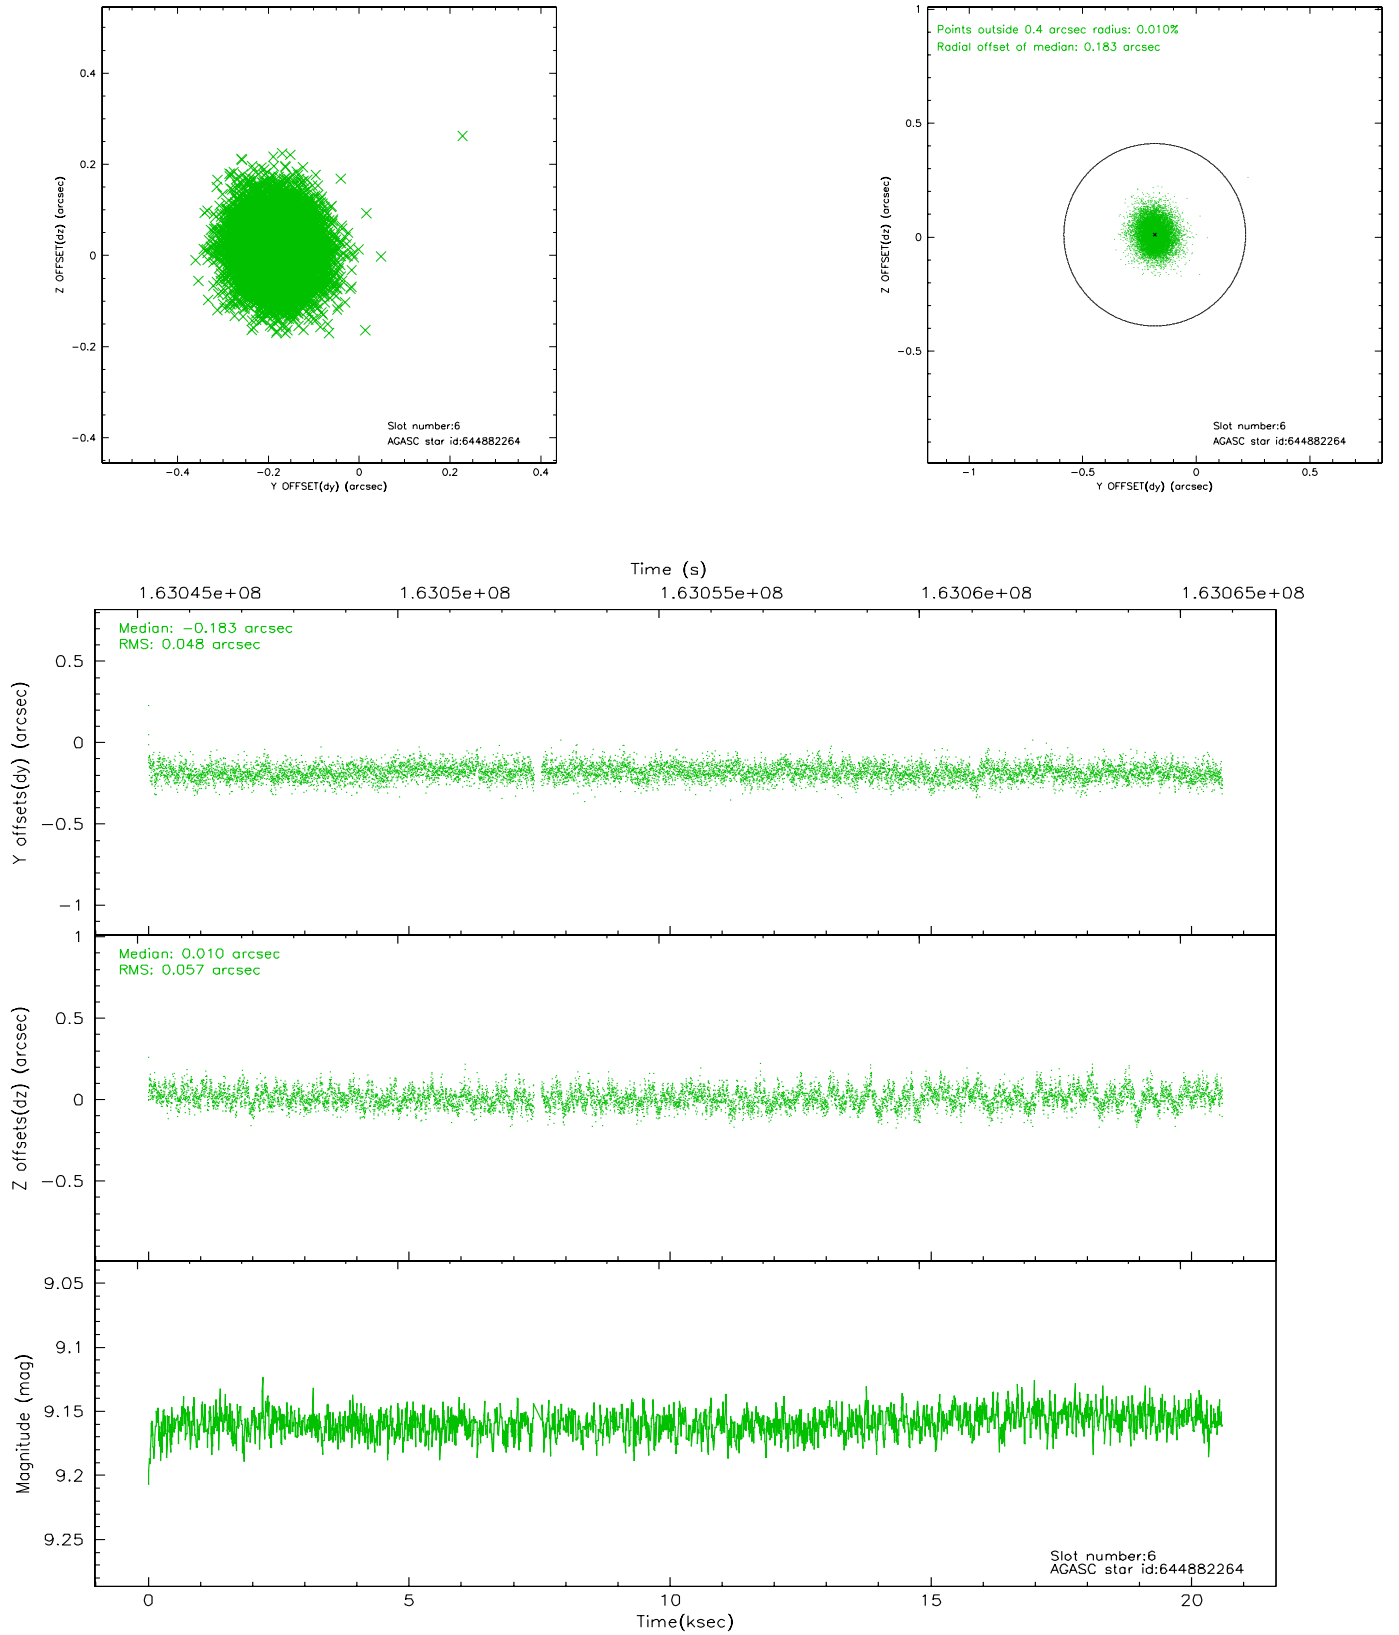 0.4
0.2
0
−0.2
−0.4
Z OFFSET(dz) (arcsec)
Slot number:6
AGASC star id:644882264
−0.4 −0.2 0 0.2 0.4
Y OFFSET(dy) (arcsec)
Points outside 0.4 arcsec radius: 0.010%
Radial offset of median: 0.183 arcsec
1
0.5
0
−0.5
Z OFFSET(dz) (arcsec)
Slot number:6
AGASC star id:644882264
−1 −0.5 0 0.5
Y OFFSET(dy) (arcsec)
Time (s)
1.63045e+08 1.6305e+08 1.63055e+08 1.6306e+08 1.63065e+08
Median: −0.183 arcsec
RMS: 0.048 arcsec
0.5
0
−0.5
−1
Y offsets(dy) (arcsec)
Median: 0.010 arcsec
RMS: 0.057 arcsec
1
0.5
0
−0.5
Z offsets(dz) (arcsec)
9.05
9.1
9.15
9.2
9.25
Magnitude (mag)
Slot number:6
AGASC star id:644882264
0 5 10 15 20
Time(ksec)